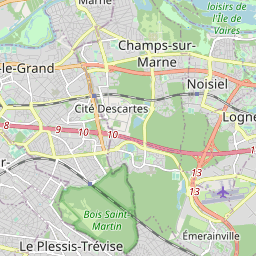 loisirs de
l'Île de
Vaires
Champs-sur-
Marne
-le-Grand
Noisiel
Cité Descartes
Logne
8
9
10
10
10
13
13
Bois Saint-
Martin
Émerainville
Le Plessis-Trévise